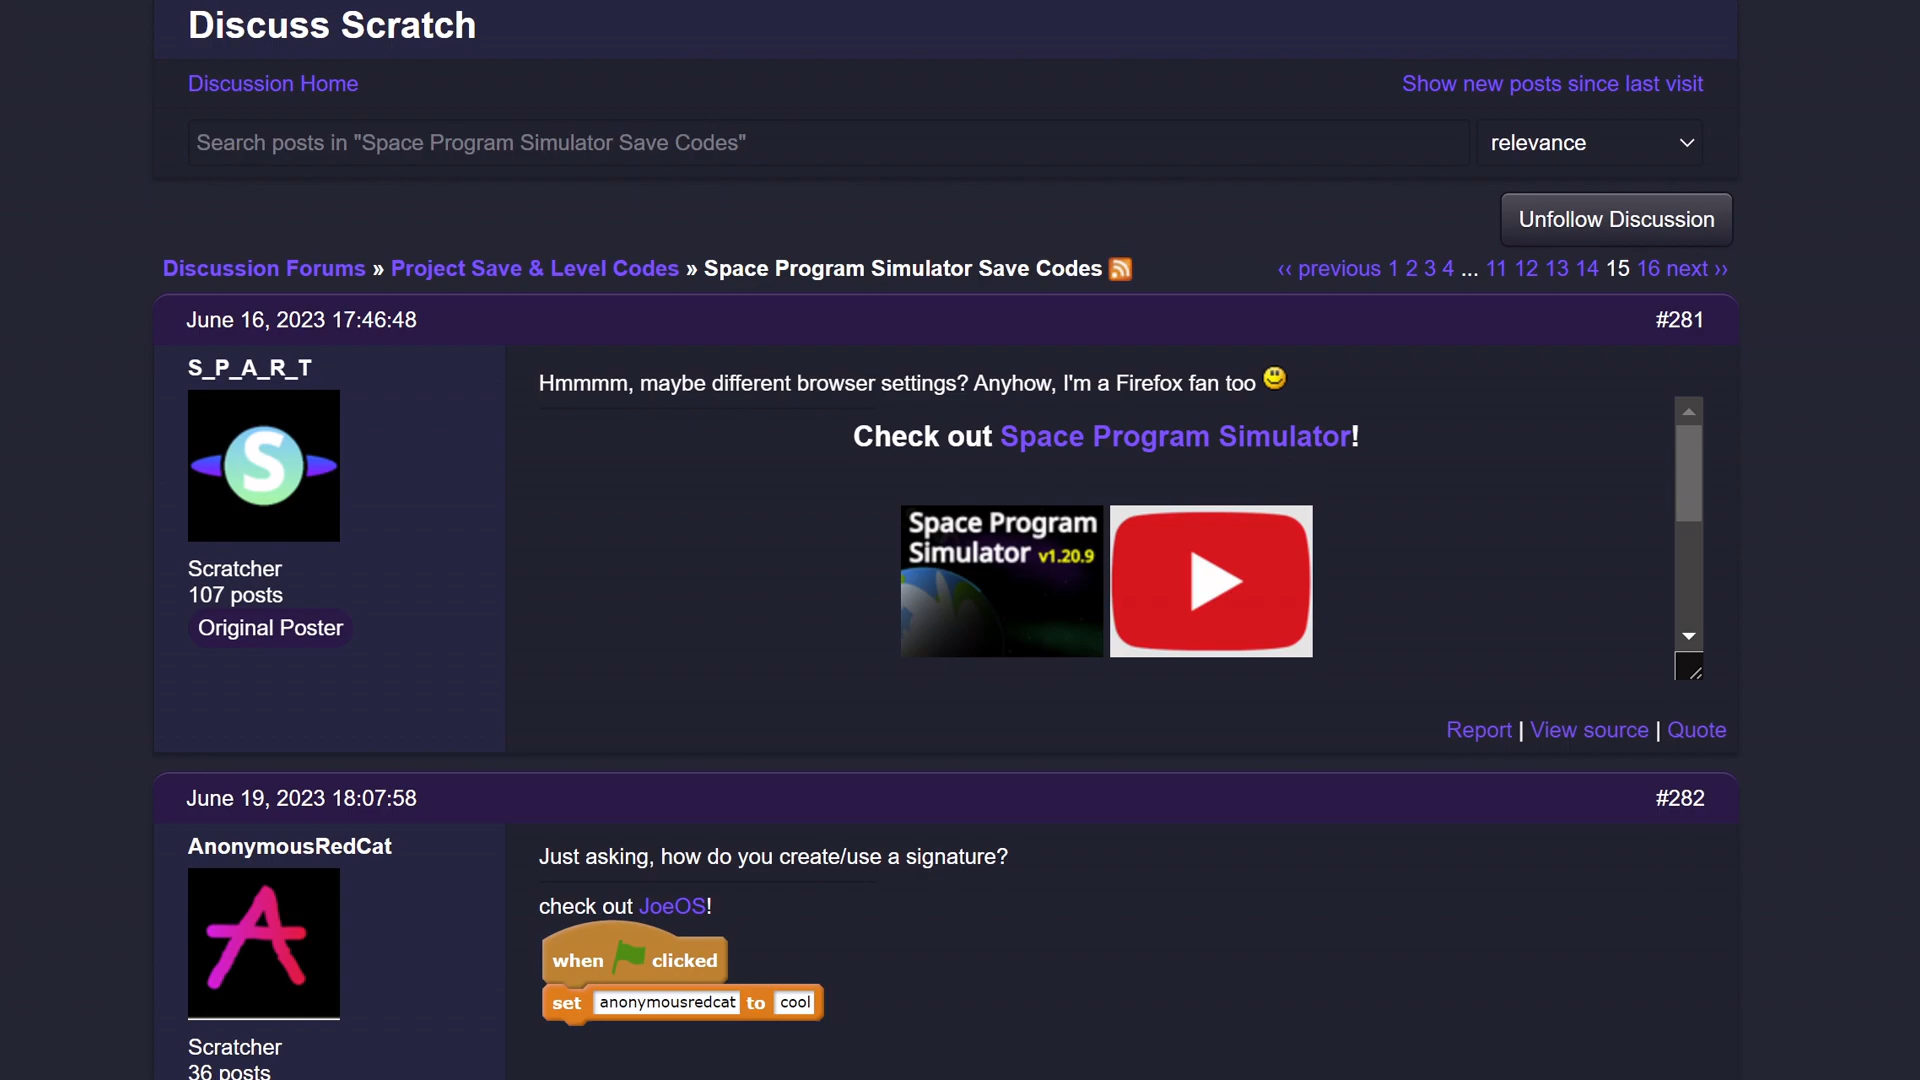 Discuss Scratch
Discussion Home
Show new posts since last visit
Search posts in "Space Program Simulator Save Codes"
relevance
Unfollow Discussion
Discussion Forums » Project Save & Level Codes » Space Program Simulator Save Codes
‹‹ previous 1 2 3 4 ... 11 12 13 14 15 16 next ››
June 16, 2023 17:46:48
#281
S_P_A_R_T
S
Scratcher
107 posts
Original Poster
Hmmmm, maybe different browser settings? Anyhow, I'm a Firefox fan too
Check out Space Program Simulator!
Space Program
Simulator v1.20.9
Report | View source | Quote
June 19, 2023 18:07:58
#282
AnonymousRedCat
A
Scratcher
36 posts
Just asking, how do you create/use a signature?
check out JoeOS!
when clicked
set anonymousredcat to cool